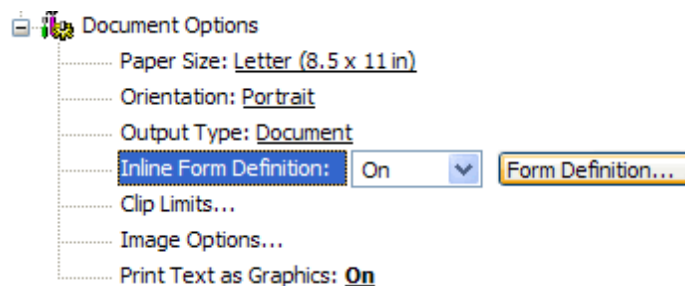 Document Options
Paper Size: Letter (8.5 x 11 in)
Orientation: Portrait
Output Type: Document
Inline Form Definition: On Form Definition...
Clip Limits...
Image Options...
Print Text as Graphics: On